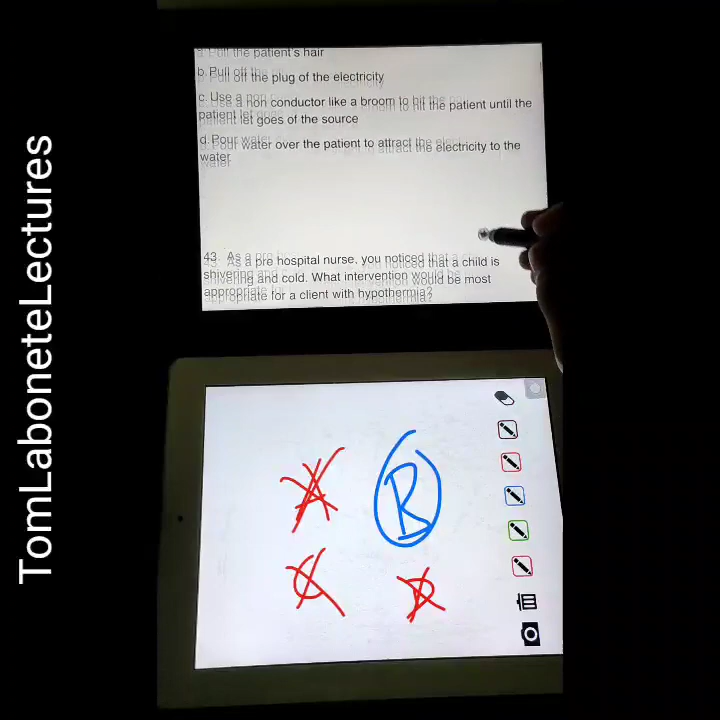 TomLaboneteLectures
a. Pull the patient's hair
b. Pull off the plug of the electricity
c. Use a non conductor like a broom to hit the patient until the
patient let goes of the source
d. Pour water over the patient to attract the electricity to the
water
43. As a pre hospital nurse, you noticed that a child is
shivering and cold. What intervention would be most
appropriate for a client with hypothermia?
A B
C D